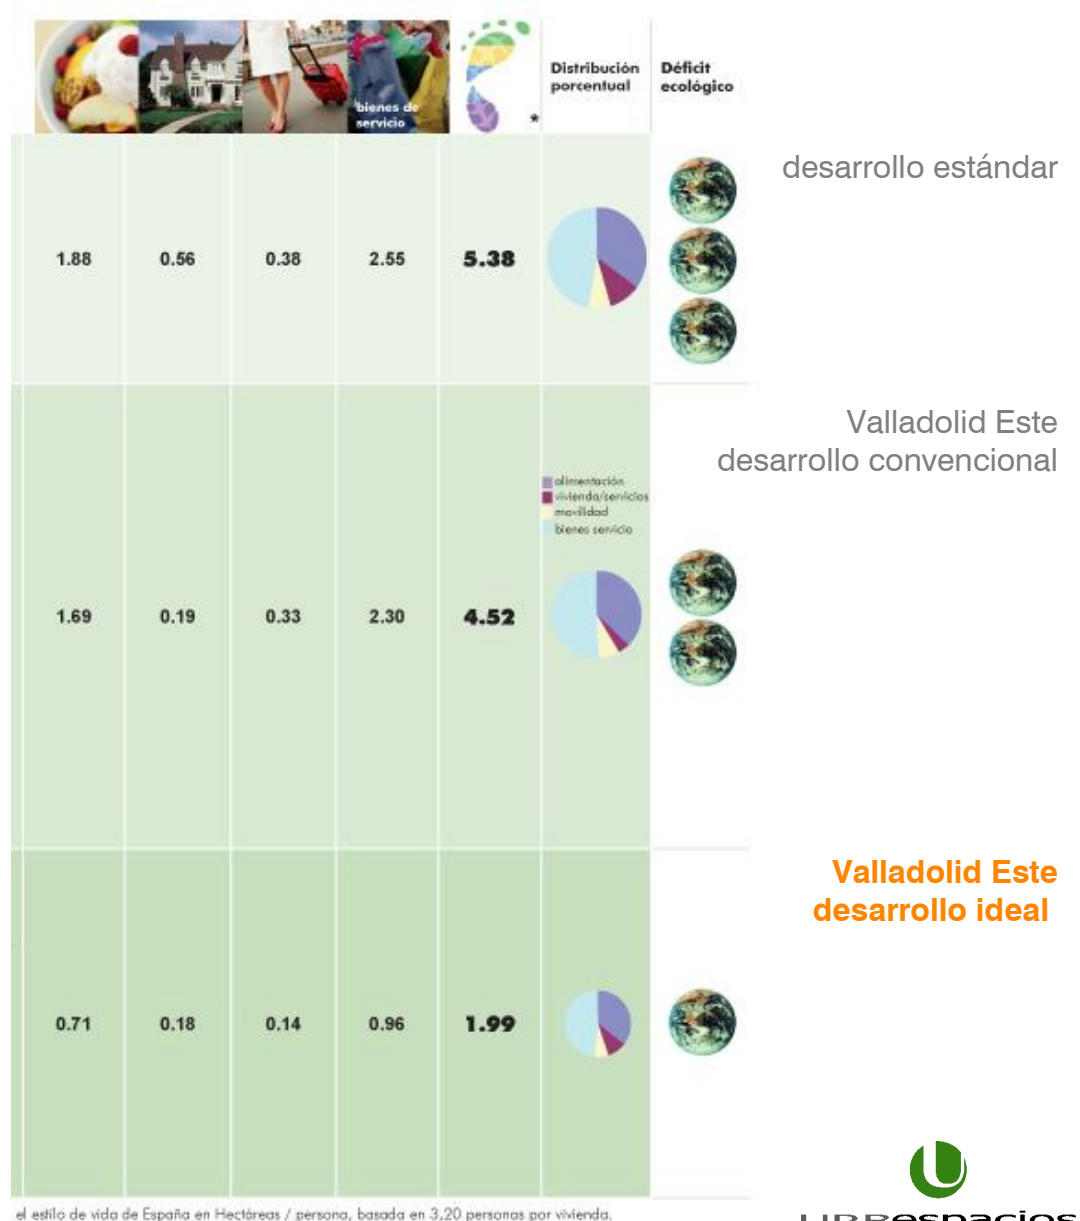 bienes de
servicio
*
Distribución
porcentual
Déficit
ecológico
desarrollo estándar
1.88 0.56 0.38 2.55 5.38
Valladolid Este
desarrollo convencional
alimentación
vivienda/servicios
movilidad
bienes servicio
1.69 0.19 0.33 2.30 4.52
Valladolid Este
desarrollo ideal
0.71 0.18 0.14 0.96 1.99
el estilo de vida de España en Hectáreas / persona, basada en 3,20 personas por vivienda.